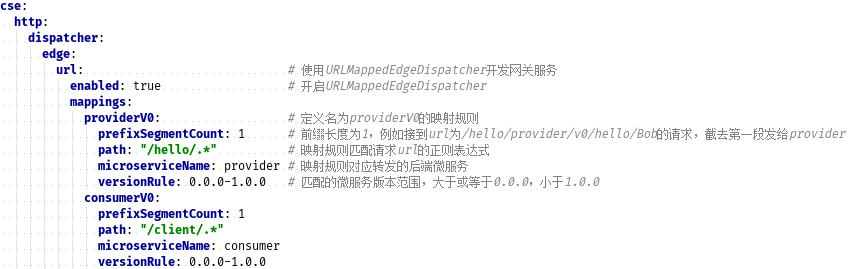 cse:
  http:
    dispatcher:
      edge:
        url:                             # 使用URLMappedEdgeDispatcher开发网关服务
          enabled: true                  # 开启URLMappedEdgeDispatcher
          mappings:
            providerV0:                  # 定义名为providerV0的映射规则
              prefixSegmentCount: 1      # 前缀长度为1，例如接到url为/hello/provider/v0/hello/Bob的请求，截去第一段发给provider
              path: "/hello/.*"          # 映射规则匹配请求url的正则表达式
              microserviceName: provider # 映射规则对应转发的后端微服务
              versionRule: 0.0.0-1.0.0   # 匹配的微服务版本范围，大于或等于0.0.0，小于1.0.0
            consumerV0:
              prefixSegmentCount: 1
              path: "/client/.*"
              microserviceName: consumer
              versionRule: 0.0.0-1.0.0